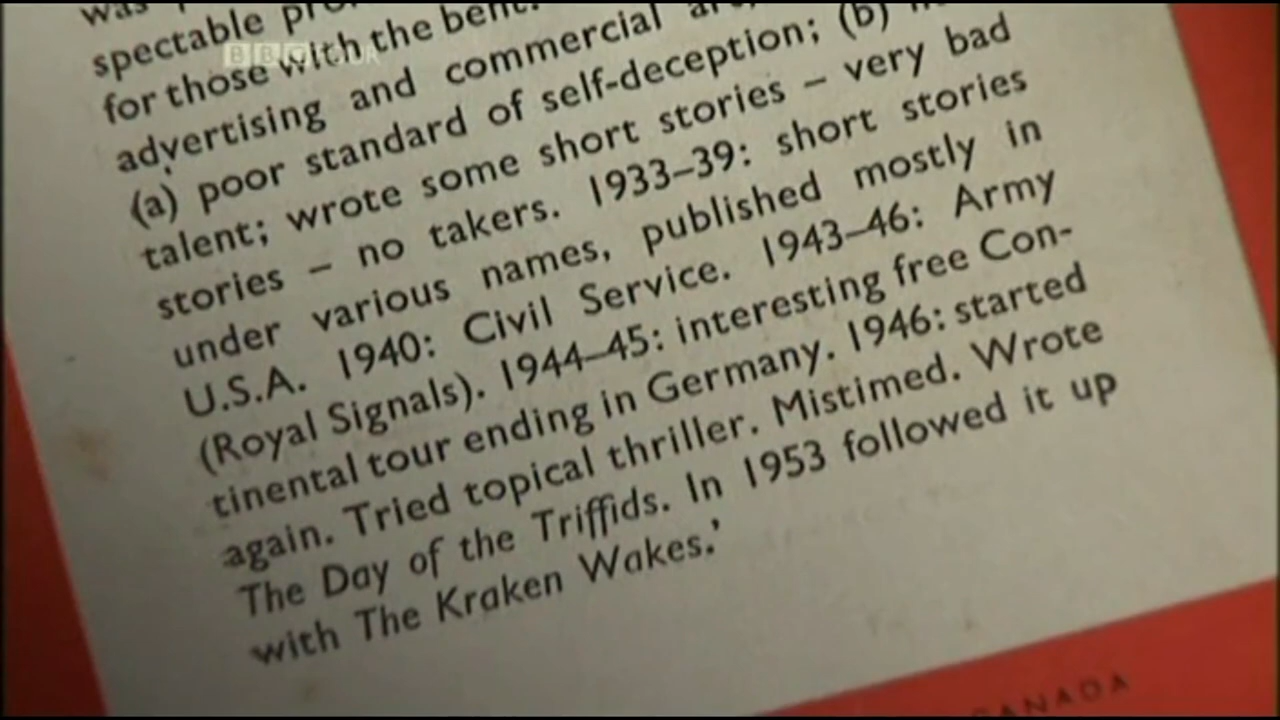 was
spectable
for those with the bent.
advertising and commercial
(a) poor standard of self-deception; (b)
talent; wrote some short stories – very bad
stories – no takers. 1933–39: short stories
under various names, published mostly in
U.S.A. 1940: Civil Service. 1943–46: Army
(Royal Signals). 1944–45: interesting free Con-
tinental tour ending in Germany. 1946: started
again. Tried topical thriller. Mistimed. Wrote
The Day of the Triffids. In 1953 followed it up
with The Kraken Wakes.’
CANADA
BBC FOUR